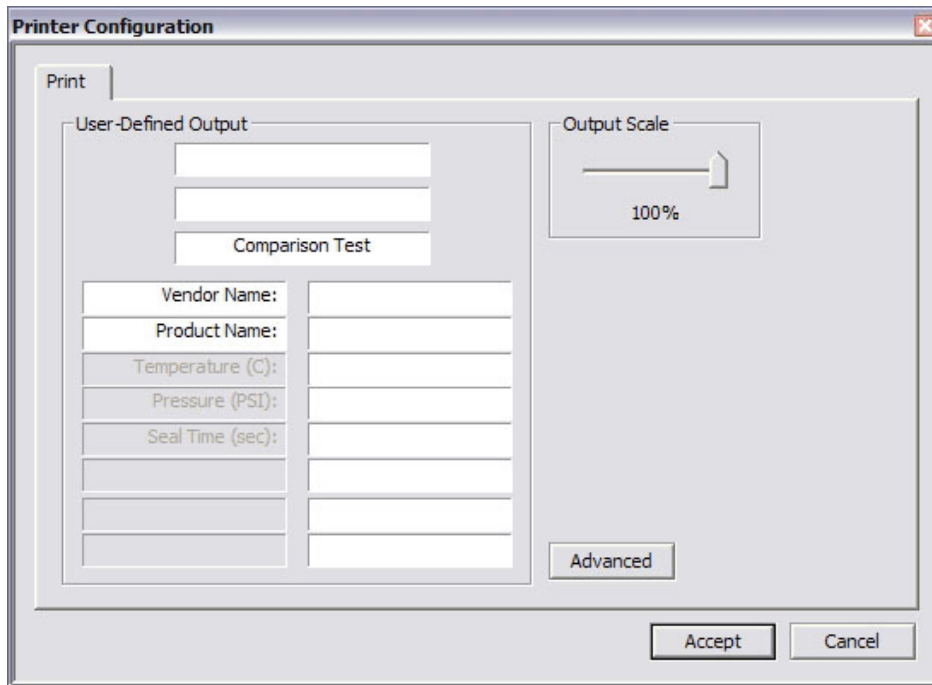 Printer Configuration
Print
User-Defined Output
Comparison Test
Vendor Name:
Product Name:
Temperature (C):
Pressure (PSI):
Seal Time (sec):
Output Scale
100%
Advanced
Accept
Cancel